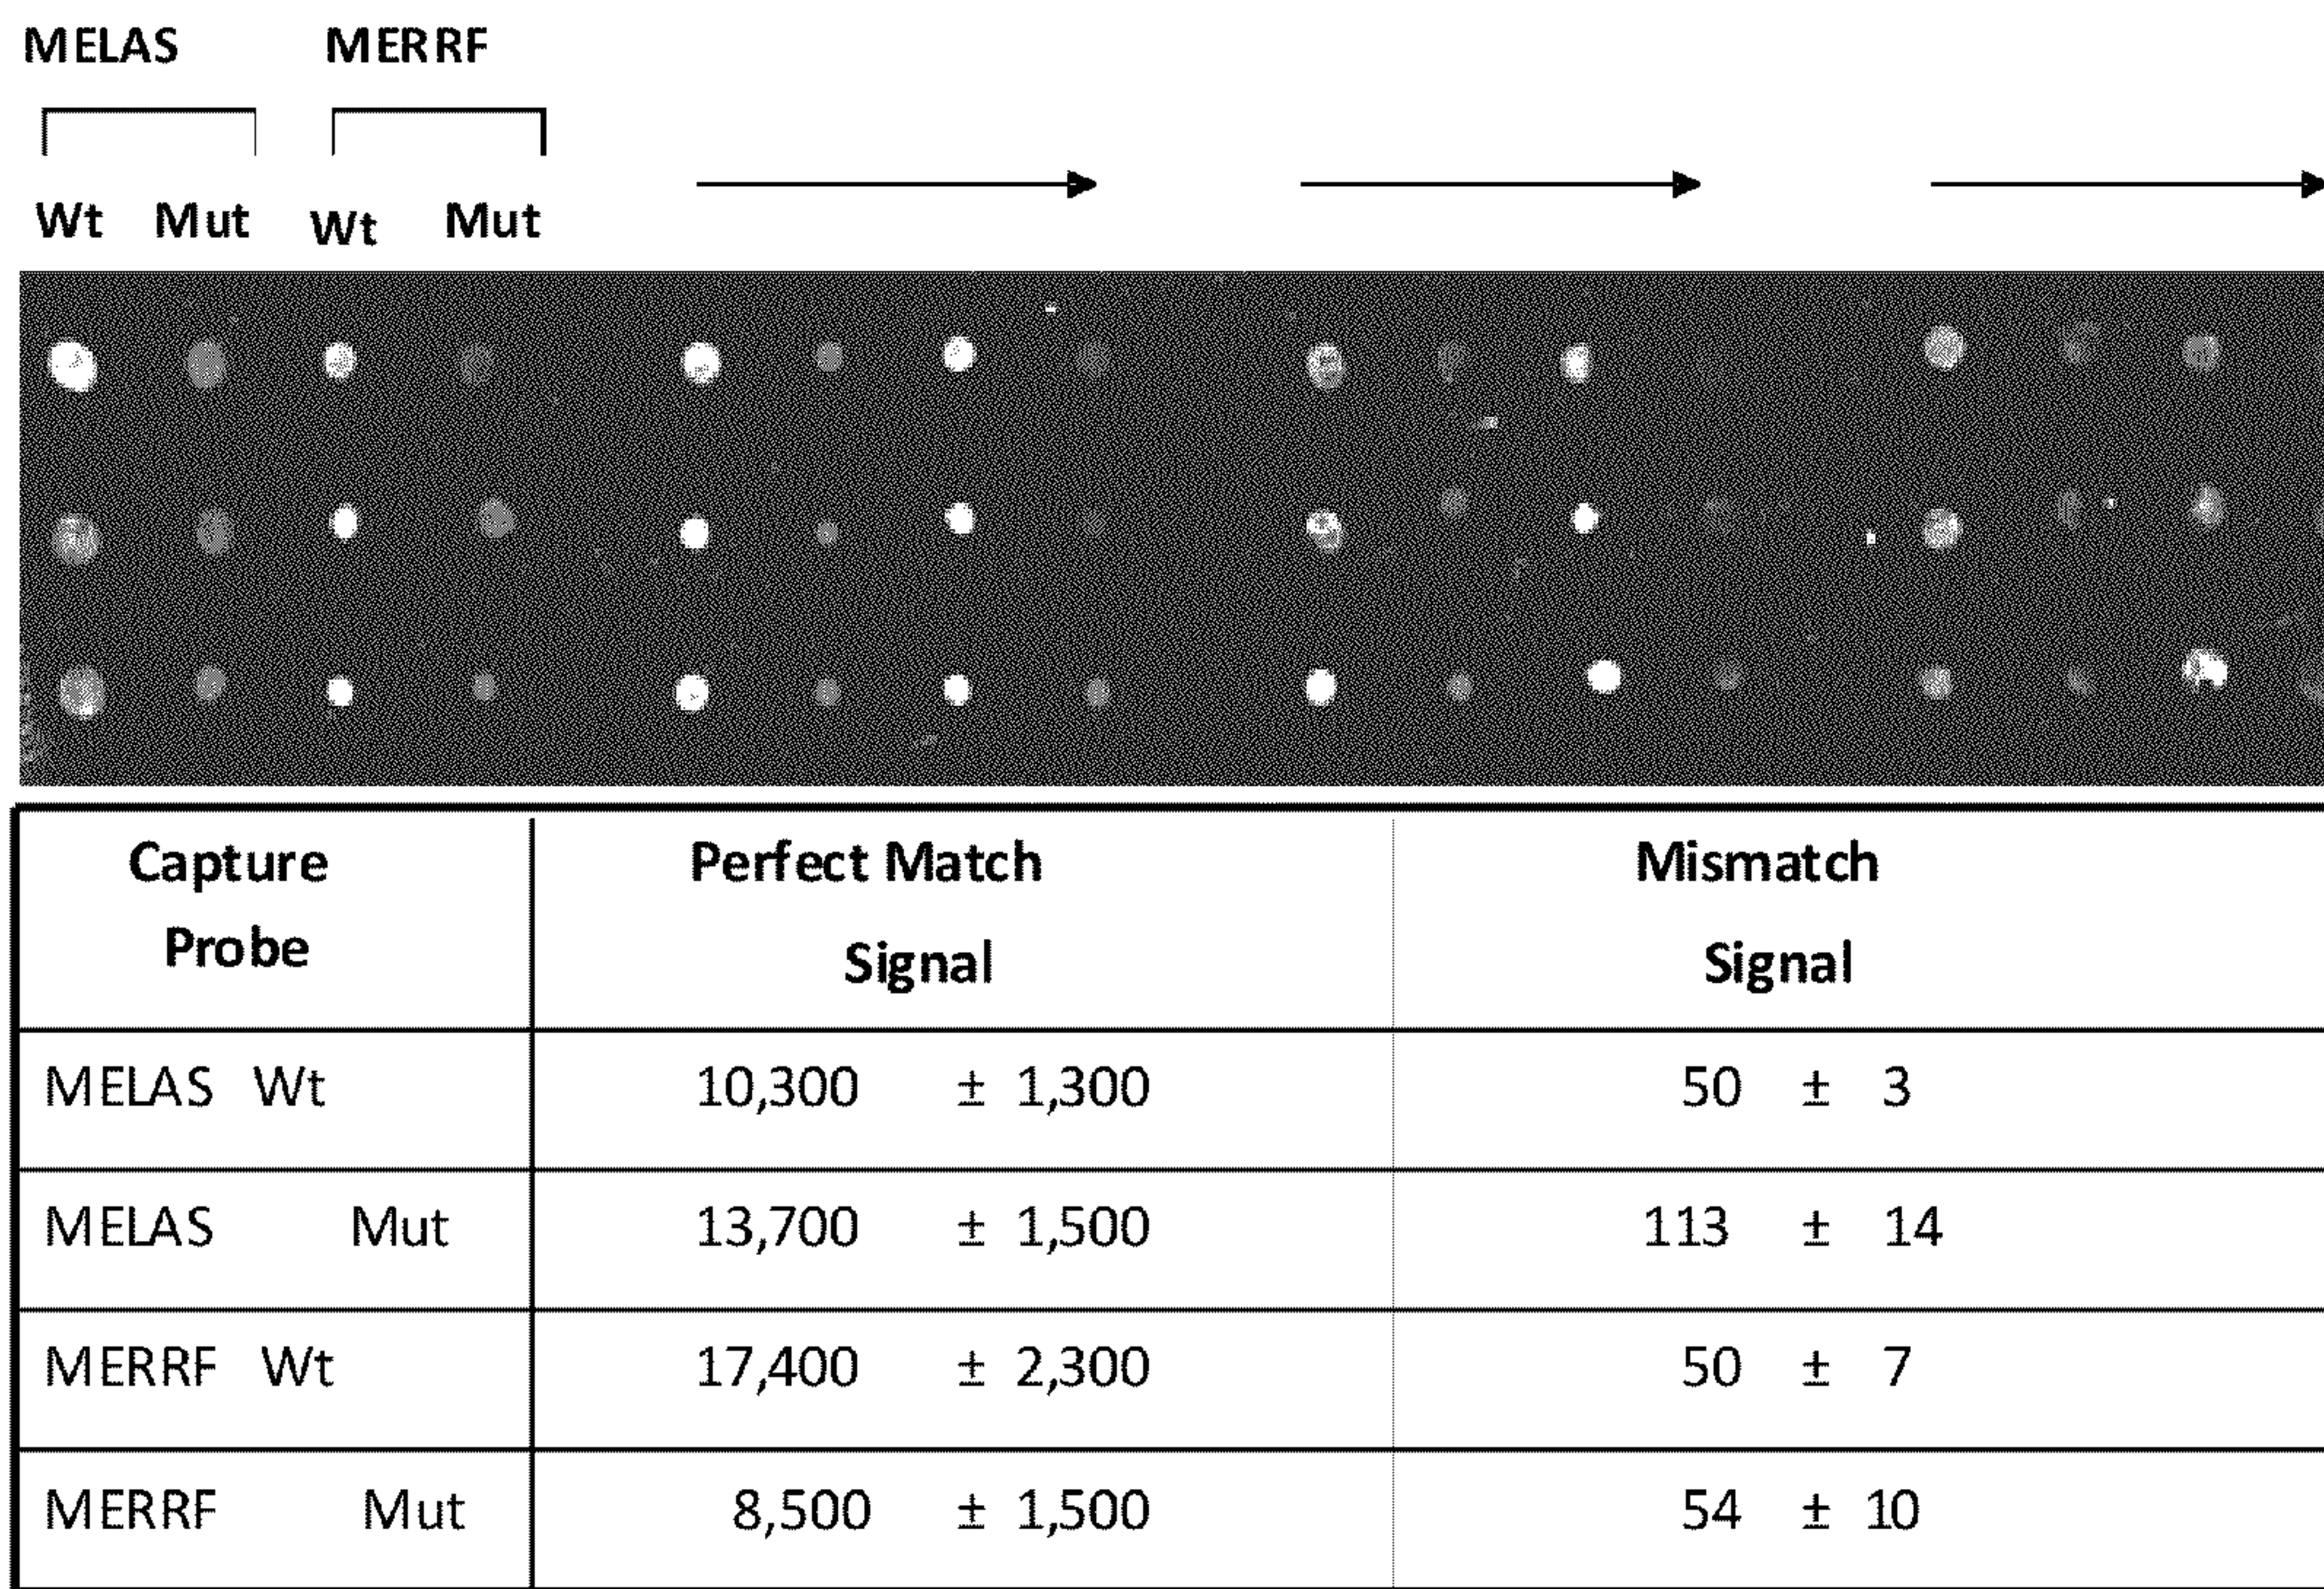 MELAS MERRF
Wt Mut Wt Mut
Capture Probe Perfect Match Signal Mismatch Signal
MELAS Wt 10,300 ± 1,300 50 ± 3
MELAS Mut 13,700 ± 1,500 113 ± 14
MERRF Wt 17,400 ± 2,300 50 ± 7
MERRF Mut 8,500 ± 1,500 54 ± 10